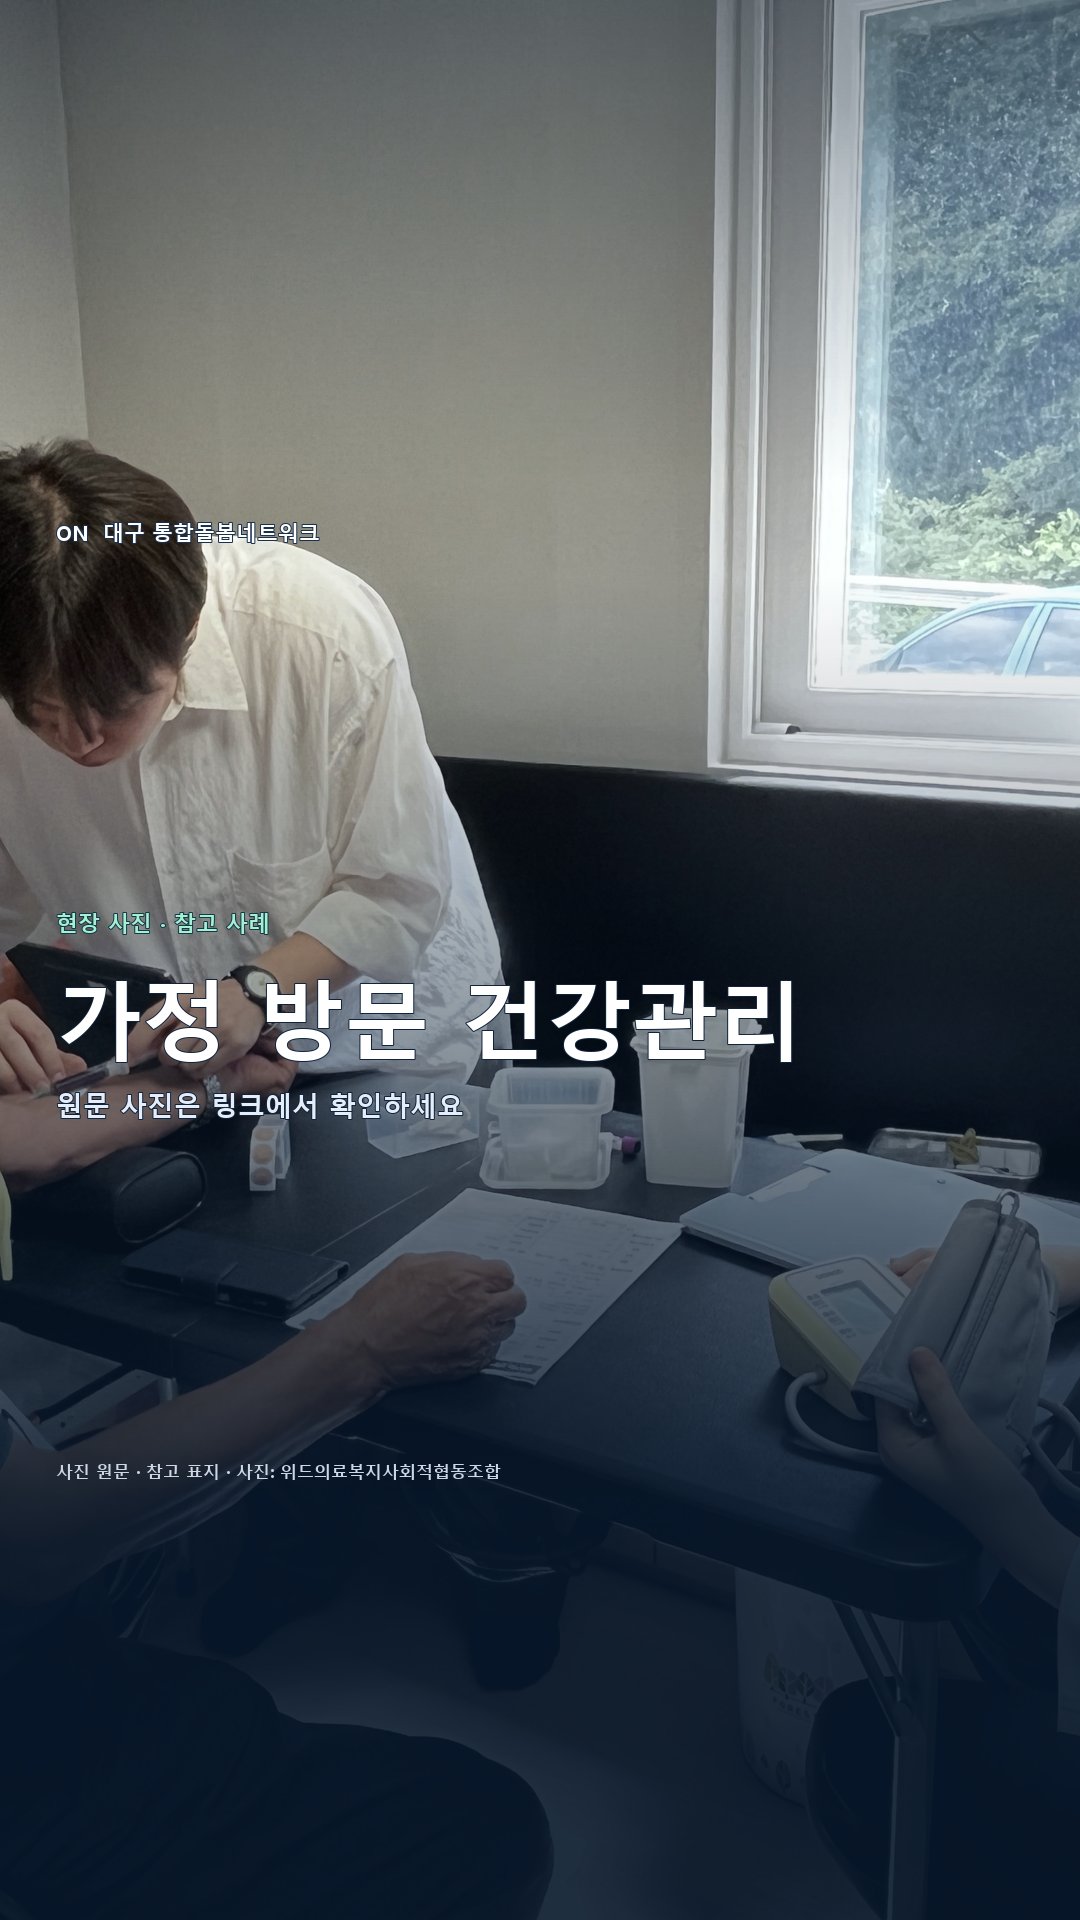 ON 대구 통합돌봄네트워크
현장 사진 · 참고 사례
가정 방문 건강관리
원문 사진은 링크에서 확인하세요
사진 원문 · 참고 표지 · 사진: 위드의료복지사회적협동조합